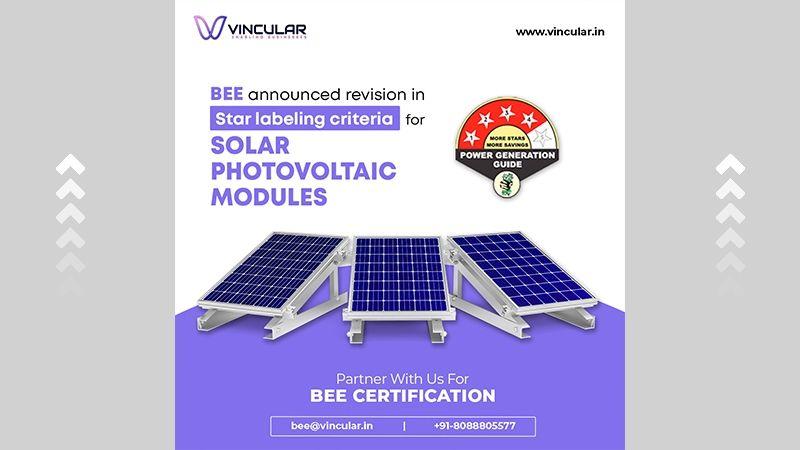 VINCULAR
ENABLING BUSINESSES
www.vincular.in
BEE announced revision in
Star labeling criteria for
SOLAR
PHOTOVOLTAIC
MODULES
MORE STARS
MORE SAVINGS
POWER GENERATION
GUIDE
Partner With Us For
BEE CERTIFICATION
bee@vincular.in | +91-8088805577